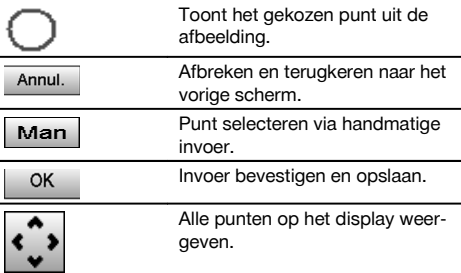 Toont het gekozen punt uit de
afbeelding.
Annul.
Afbreken en terugkeren naar het
vorige scherm.
Man
Punt selecteren via handmatige
invoer.
OK
Invoer bevestigen en opslaan.
Alle punten op het display weer-
geven.